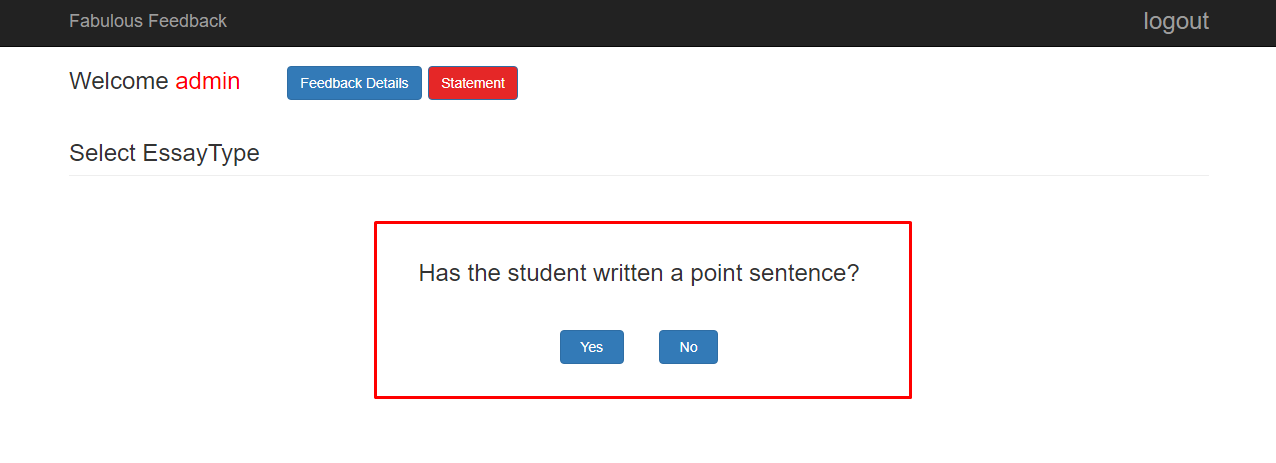 Fabulous Feedback logout
Welcome admin Feedback Details Statement
Select EssayType
Has the student written a point sentence?
Yes No